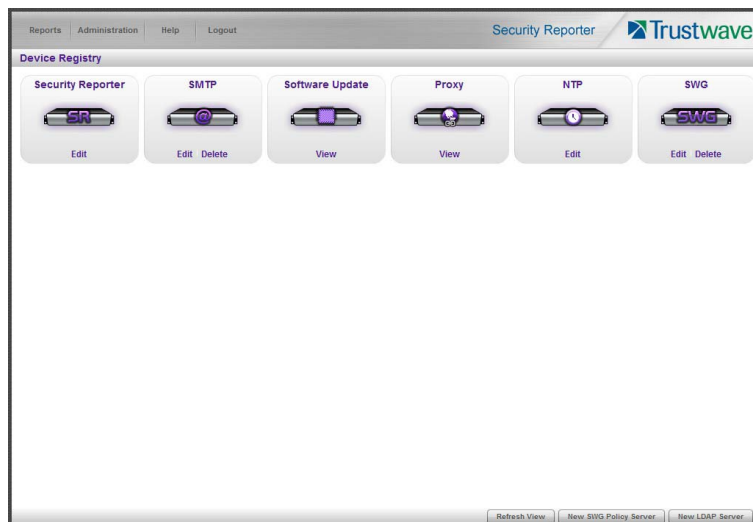 Reports Administration Help Logout
Security Reporter Trustwave
Device Registry
Security Reporter SMTP Software Update Proxy NTP SWG
SR @ SWG
Edit Edit Delete View View Edit Edit Delete
Refresh View New SWG Policy Server New LDAP Server